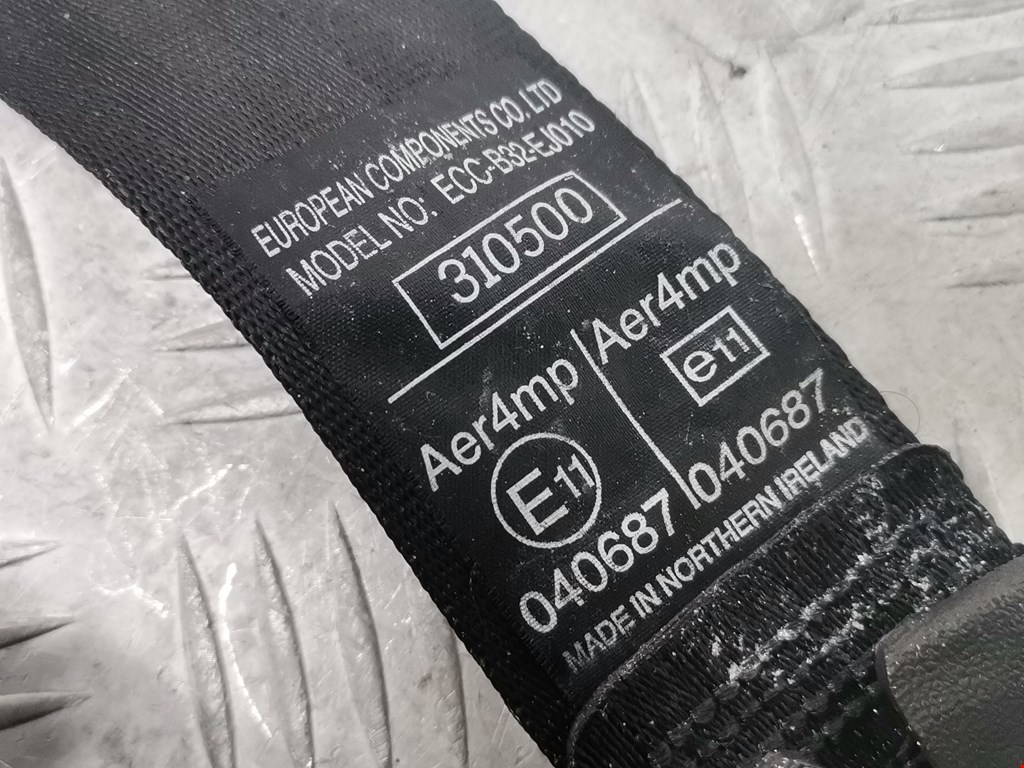 EUROPEAN COMPONENTS CO. LTD
MODEL NO: ECC-B32-EJ010
310500
Aer4mp Aer4mp
E11 e11
040687 040687
MADE IN NORTHERN IRELAND